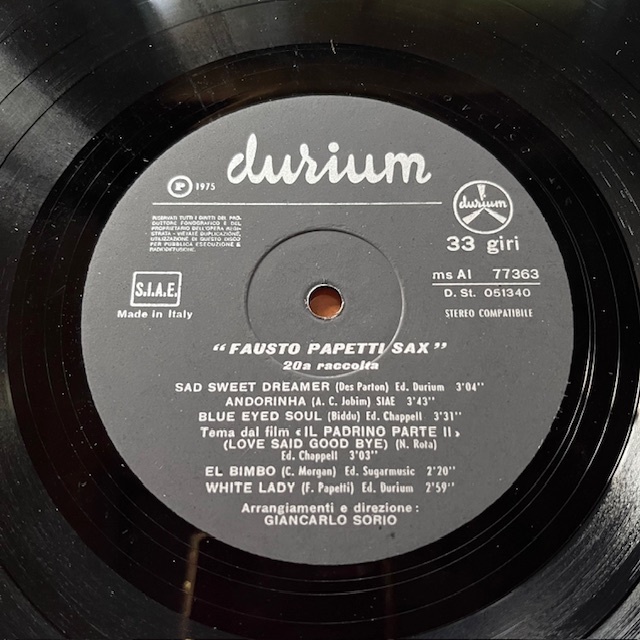 durium
P 1975
RISERVATI TUTTI I DIRITTI DEL PRO-
DUTTORE FONOGRAFICO E DEL
PROPRIETARIO DELL'OPERA REGI-
STRATA - VIETATE DUPLICAZIONE,
UTILIZZAZIONE DI QUESTO DISCO
PER PUBBLICA ESECUZIONE E
RADIODIFFUSIONE.
durium
33 giri
ms AI 77363
D. St. 051340
STEREO COMPATIBILE
S.I.A.E.
Made in Italy
"FAUSTO PAPETTI SAX"
20a raccolta
SAD SWEET DREAMER (Des Parton) Ed. Durium 3'04"
ANDORINHA (A. C. Jobim) SIAE 3'43"
BLUE EYED SOUL (Biddu) Ed. Chappell 3'31"
Tema dal film «IL PADRINO PARTE II»
(LOVE SAID GOOD BYE) (N. Rota)
Ed. Chappell 3'03"
EL BIMBO (C. Morgan) Ed. Sugarmusic 2'20"
WHITE LADY (F. Papetti) Ed. Durium 2'59"
Arrangiamenti e direzione:
GIANCARLO SORIO